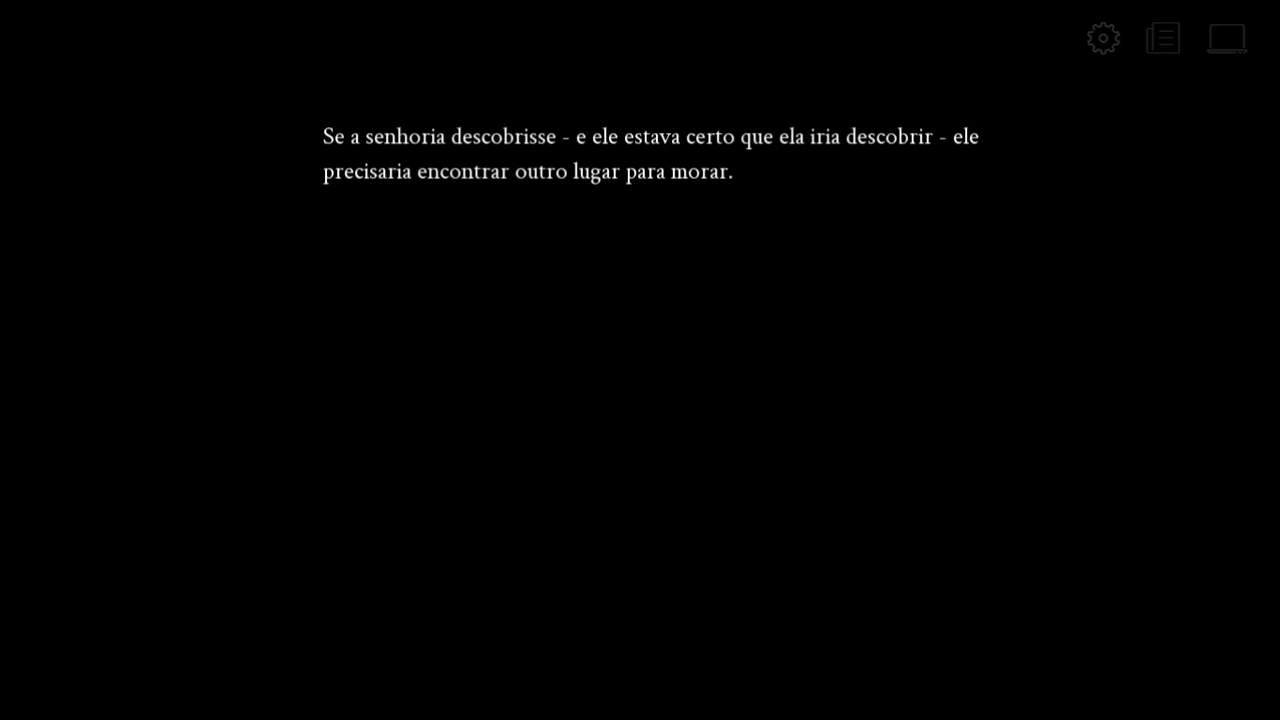 Se a senhoria descobrisse - e ele estava certo que ela iria descobrir - ele
precisaria encontrar outro lugar para morar.